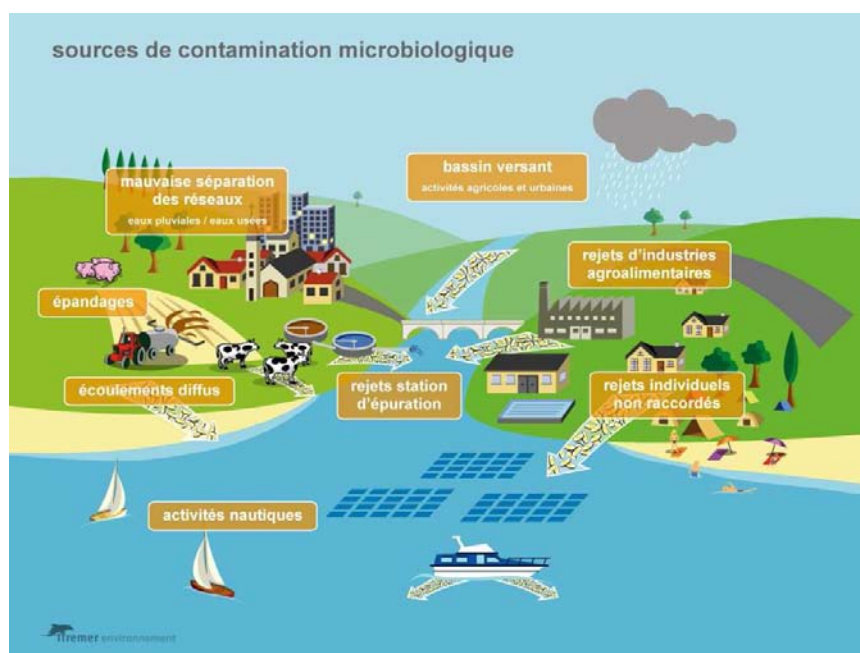 sources de contamination microbiologique
mauvaise séparation
des réseaux
eaux pluviales / eaux usées
bassin versant
activités agricoles et urbaines
rejets d'industries
agroalimentaires
épandages
écoulements diffus
rejets station
d'épuration
rejets individuels
non raccordés
activités nautiques
Ifremer environnement